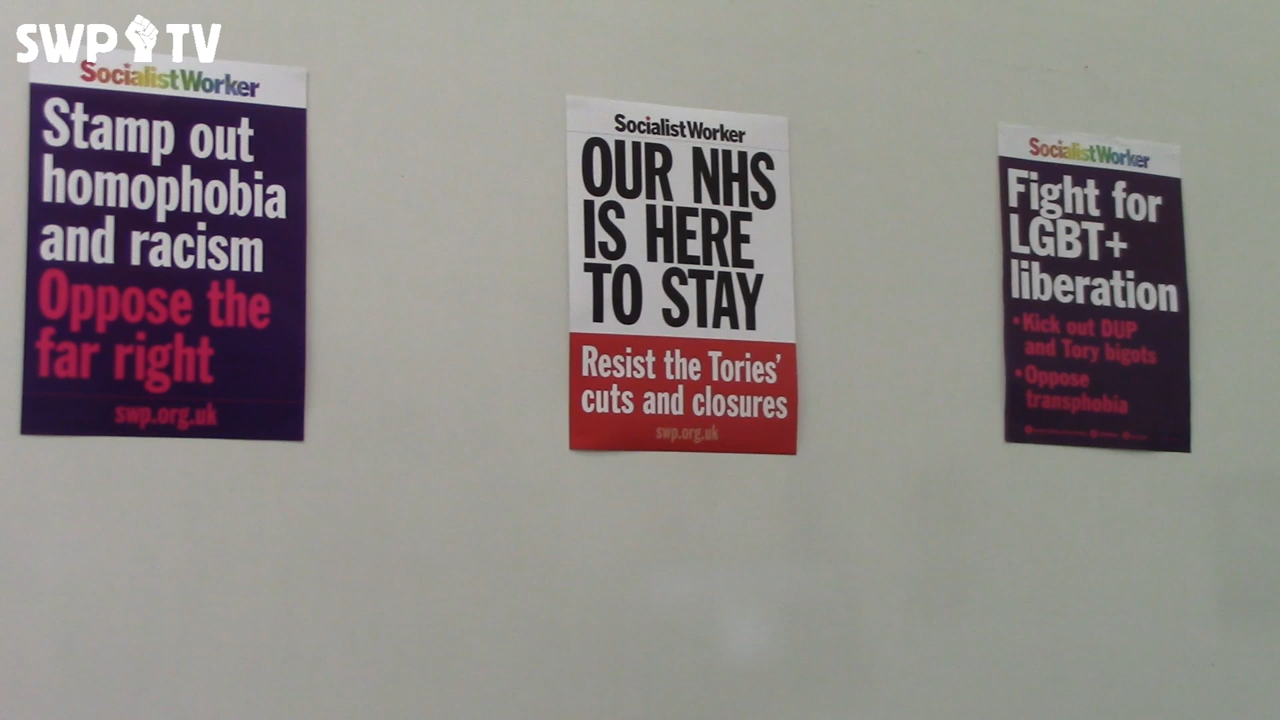 SWP TV
SocialistWorker
Stamp out
homophobia
and racism
Oppose the
far right
swp.org.uk
SocialistWorker
OUR NHS
IS HERE
TO STAY
Resist the Tories'
cuts and closures
swp.org.uk
SocialistWorker
Fight for
LGBT+
liberation
• Kick out DUP
and Tory bigots
• Oppose
transphobia